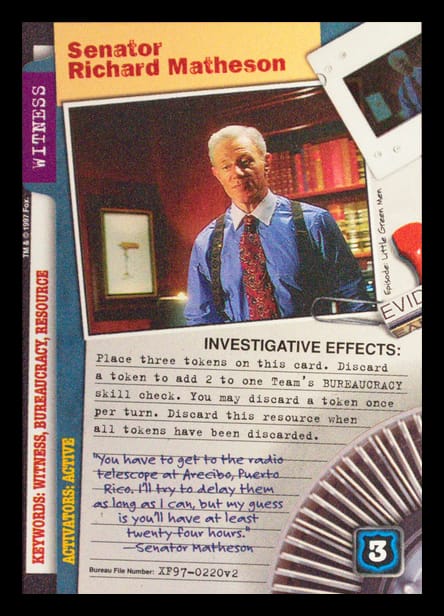 Senator
Richard Matheson
WITNESS
TM & © 1997 Fox.
KEYWORDS: WITNESS, BUREAUCRACY, RESOURCE
ACTIVATORS: ACTIVE
Episode: Little Green Men
EVID
INVESTIGATIVE EFFECTS:
Place three tokens on this card. Discard
a token to add 2 to one Team's BUREAUCRACY
skill check. You may discard a token once
per turn. Discard this resource when
all tokens have been discarded.
"You have to get to the radio
telescope at Arecibo, Puerto
Rico. I'll try to delay them
as long as I can, but my guess
is you'll have at least
twenty-four hours."
—Senator Matheson
3
Bureau File Number: XF97-0220v2